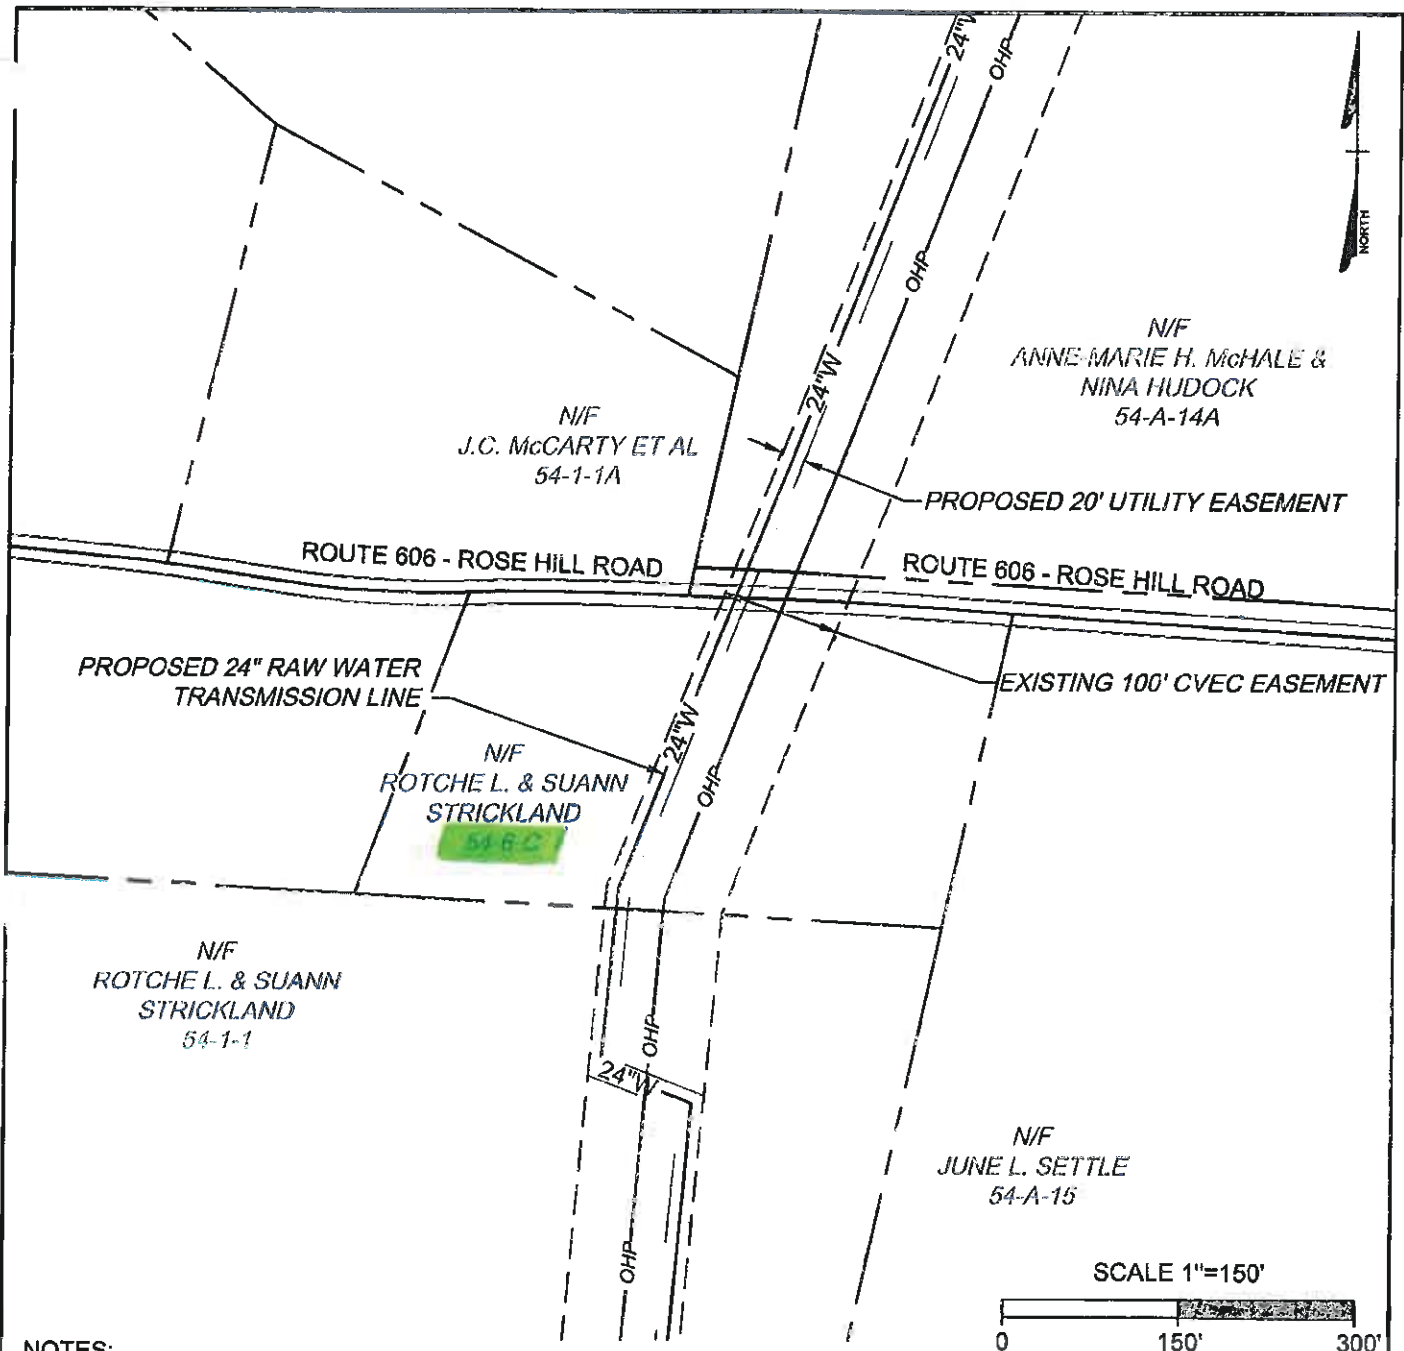 24"W
OHP
NORTH
OHP
N/F
ANNE-MARIE H. McHALE &
NINA HUDOCK
54-A-14A
24"W
N/F
J.C. McCARTY ET AL
54-1-1A
PROPOSED 20' UTILITY EASEMENT
ROUTE 606 - ROSE HILL ROAD
ROUTE 606 - ROSE HILL ROAD
PROPOSED 24" RAW WATER
TRANSMISSION LINE
EXISTING 100' CVEC EASEMENT
24"W
OHP
N/F
ROTCHE L. & SUANN
STRICKLAND
54-6-C
N/F
ROTCHE L. & SUANN
STRICKLAND
54-1-1
OHP
24"W
N/F
JUNE L. SETTLE
54-A-15
OHP
SCALE 1"=150'
0 150' 300'
NOTES: